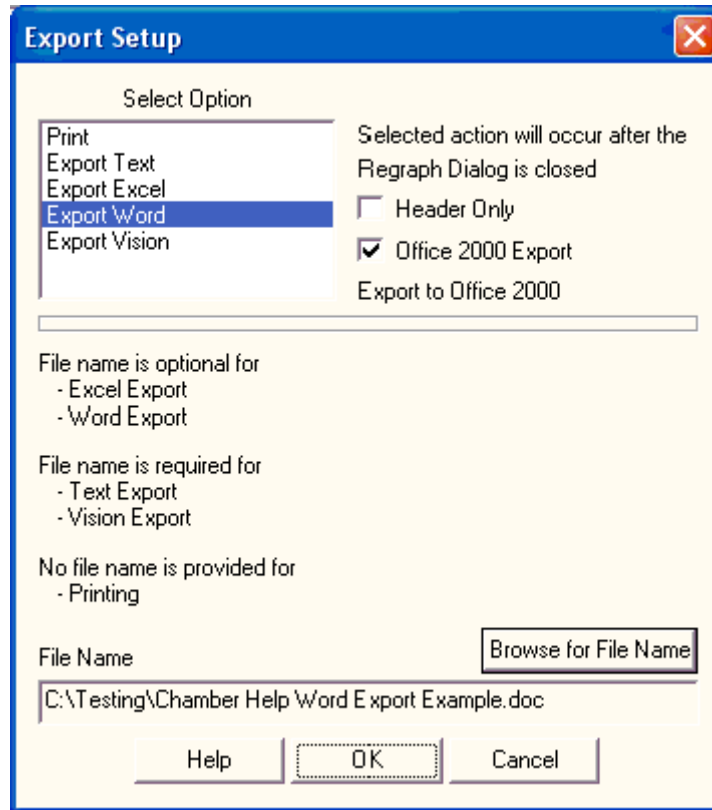 Export Setup
Select Option
Print
Export Text
Export Excel
Export Word
Export Vision
Selected action will occur after the
Regraph Dialog is closed
Header Only
Office 2000 Export
Export to Office 2000
File name is optional for
- Excel Export
- Word Export
File name is required for
- Text Export
- Vision Export
No file name is provided for
- Printing
Browse for File Name
File Name
C:\Testing\Chamber Help Word Export Example.doc
Help
OK
Cancel